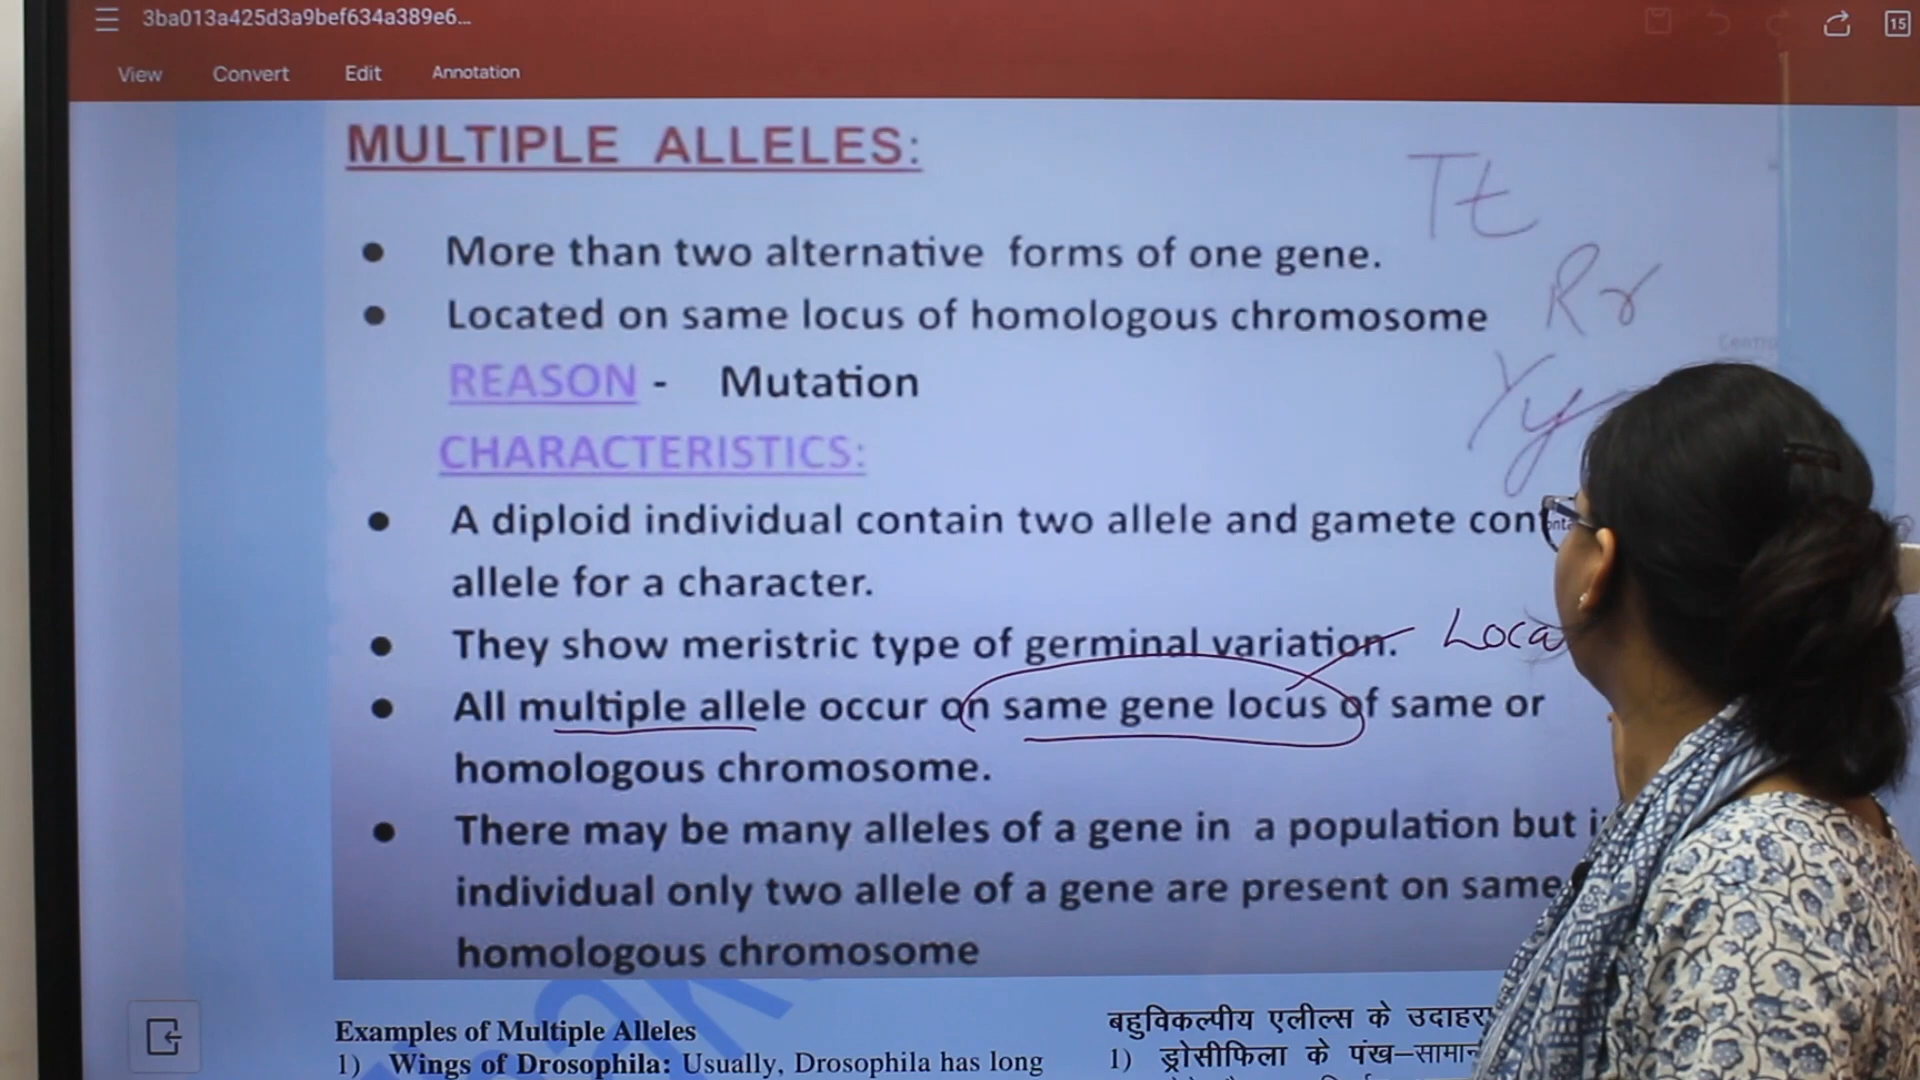 3ba013a425d3a9bef634a389e6...
15
View Convert Edit Annotation
MULTIPLE ALLELES:
Tt
● More than two alternative forms of one gene.
Rr
● Located on same locus of homologous chromosome
Yy
REASON - Mutation
CHARACTERISTICS:
● A diploid individual contain two allele and gamete
allele for a character.
● They show meristric type of germinal variation.
● All multiple allele occur on same gene locus of same or
homologous chromosome.
● There may be many alleles of a gene in a population but
individual only two allele of a gene are present on same
homologous chromosome
Examples of Multiple Alleles
1) Wings of Drosophila: Usually, Drosophila has long
बहुविकल्पीय एलील्स के
1) ड्रोसीफिला के पंख–